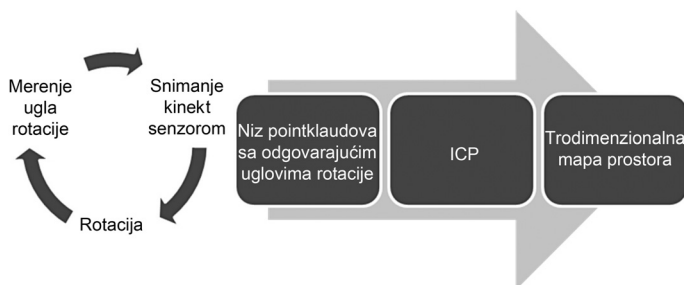 Merenje
ugla
rotacije
Snimanje
kinekt
senzorom
Rotacija
Niz pointklaudova
sa odgovarajućim
uglovima rotacije
ICP
Trodimenzionalna
mapa prostora